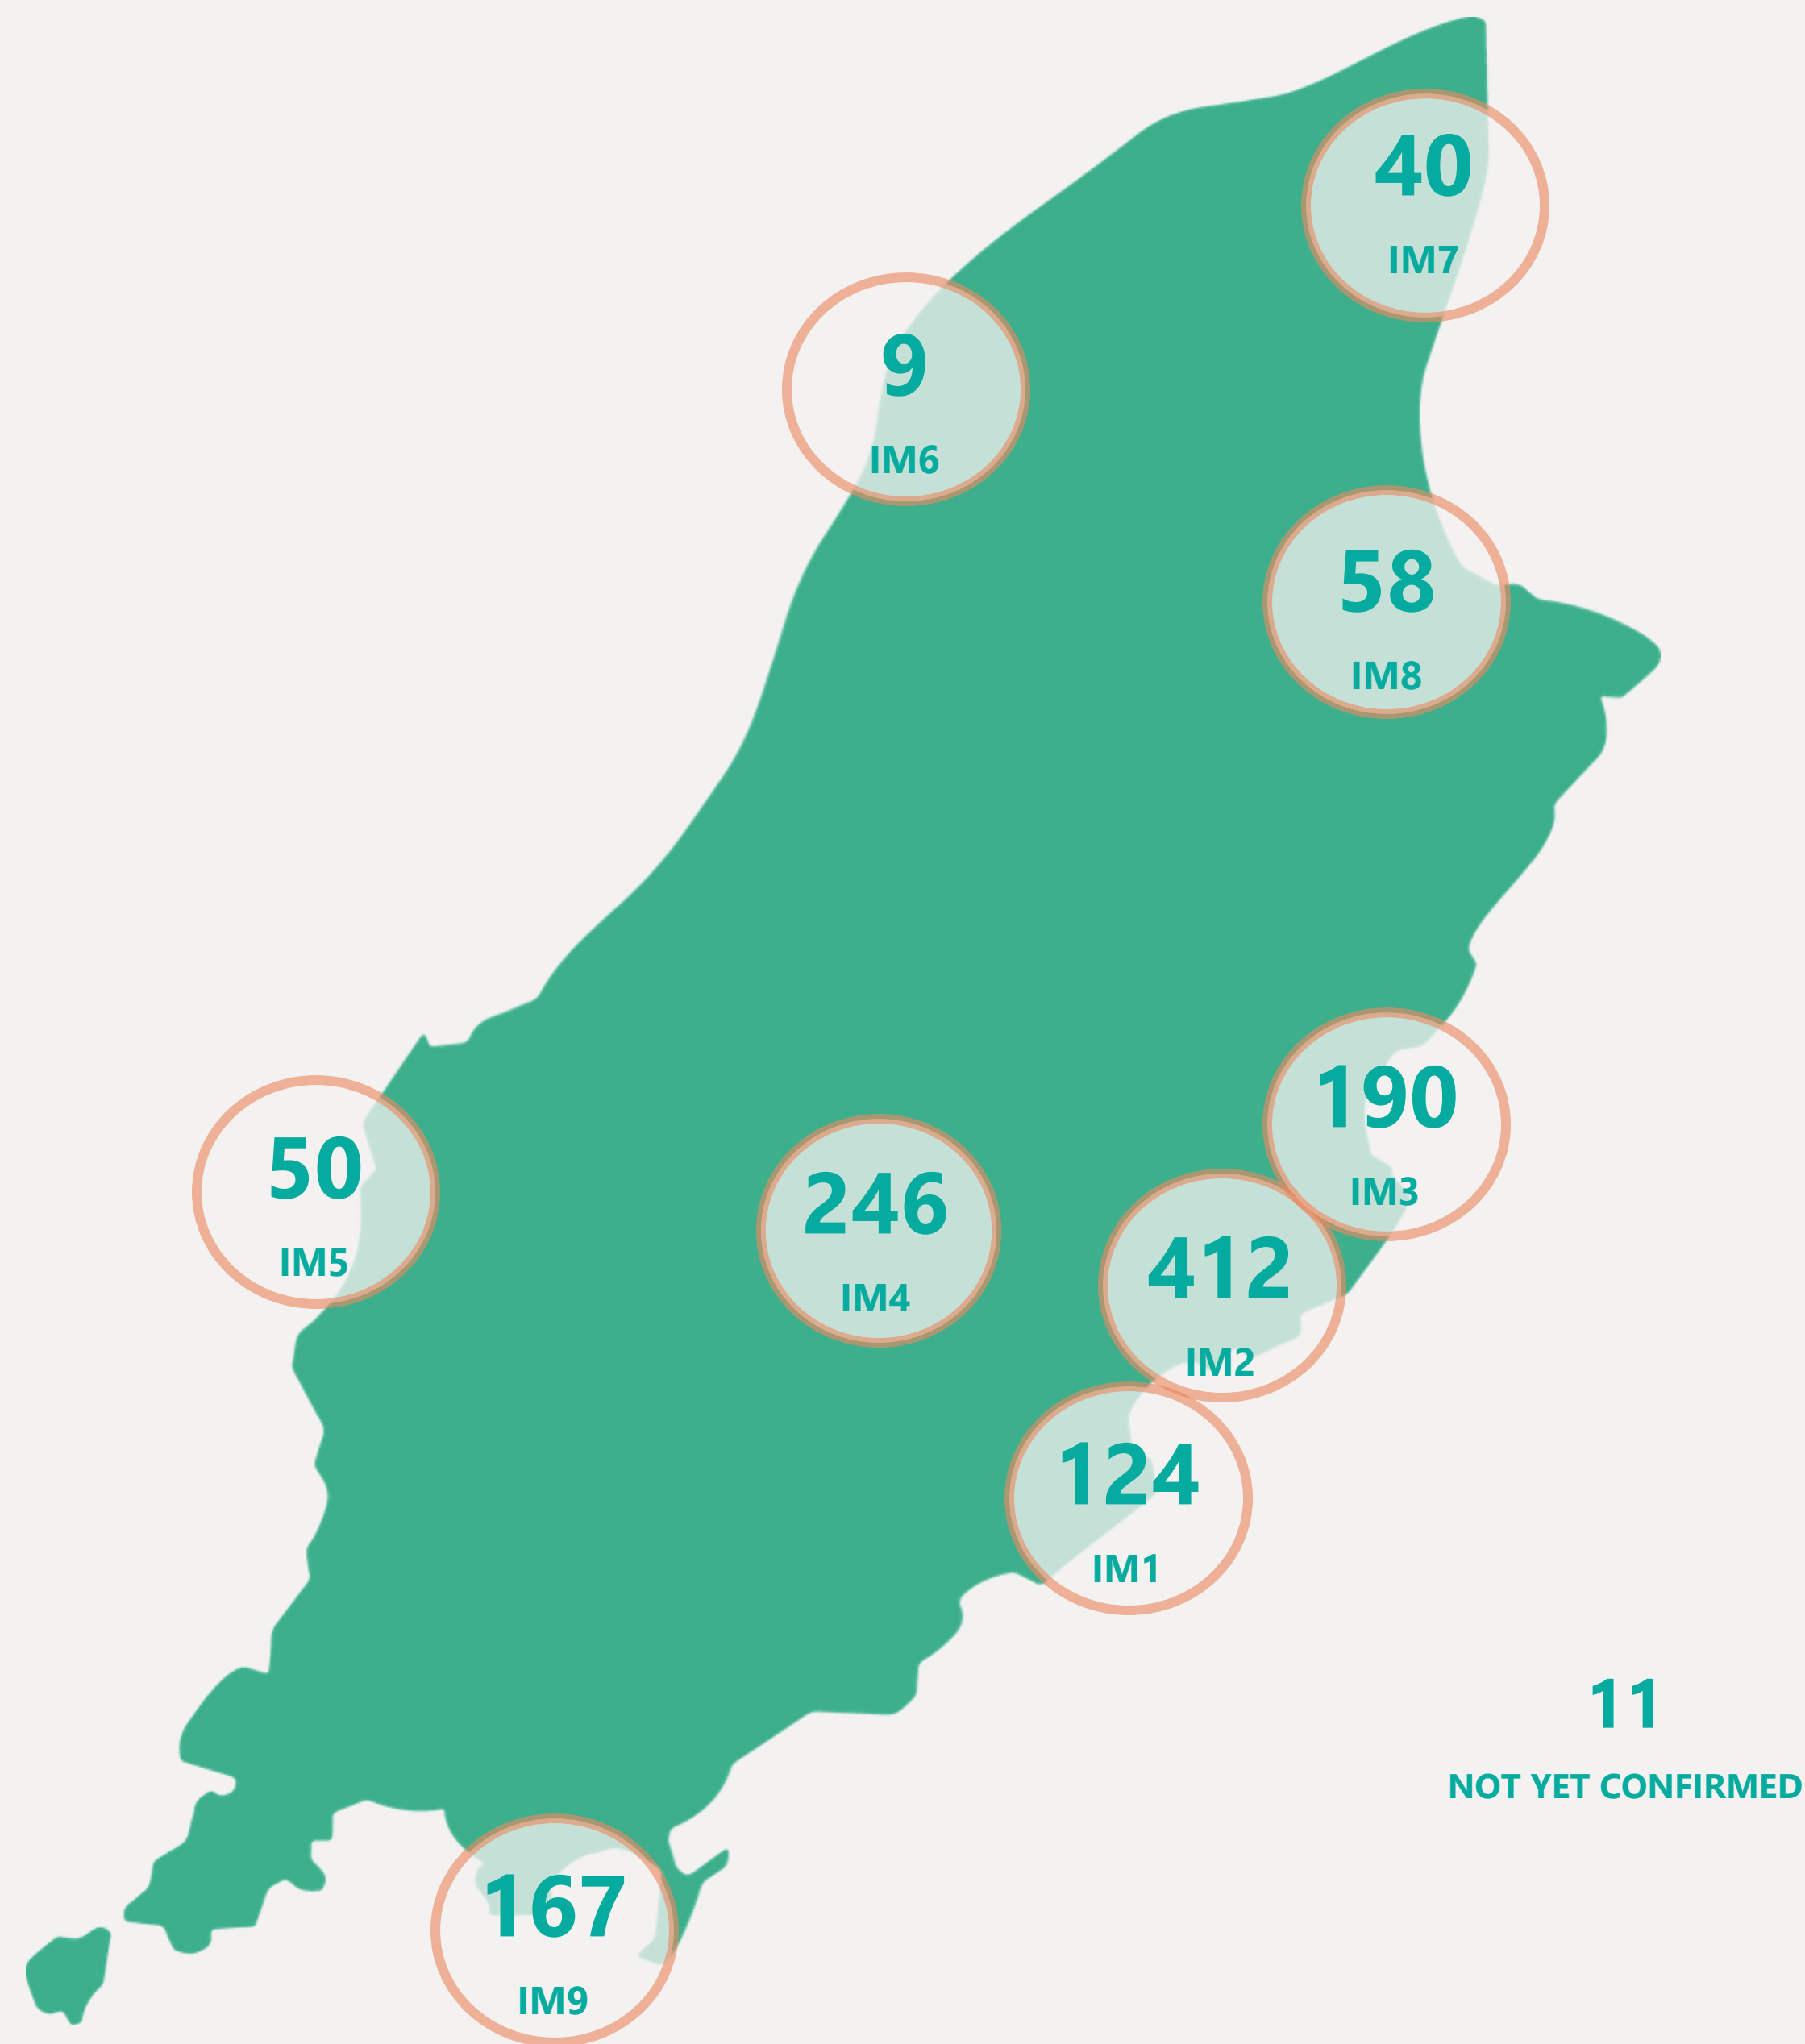 40
IM7
9
IM6
58
IM8
190
IM3
50
IM5
246
IM4
412
IM2
124
IM1
11
NOT YET CONFIRMED
167
IM9